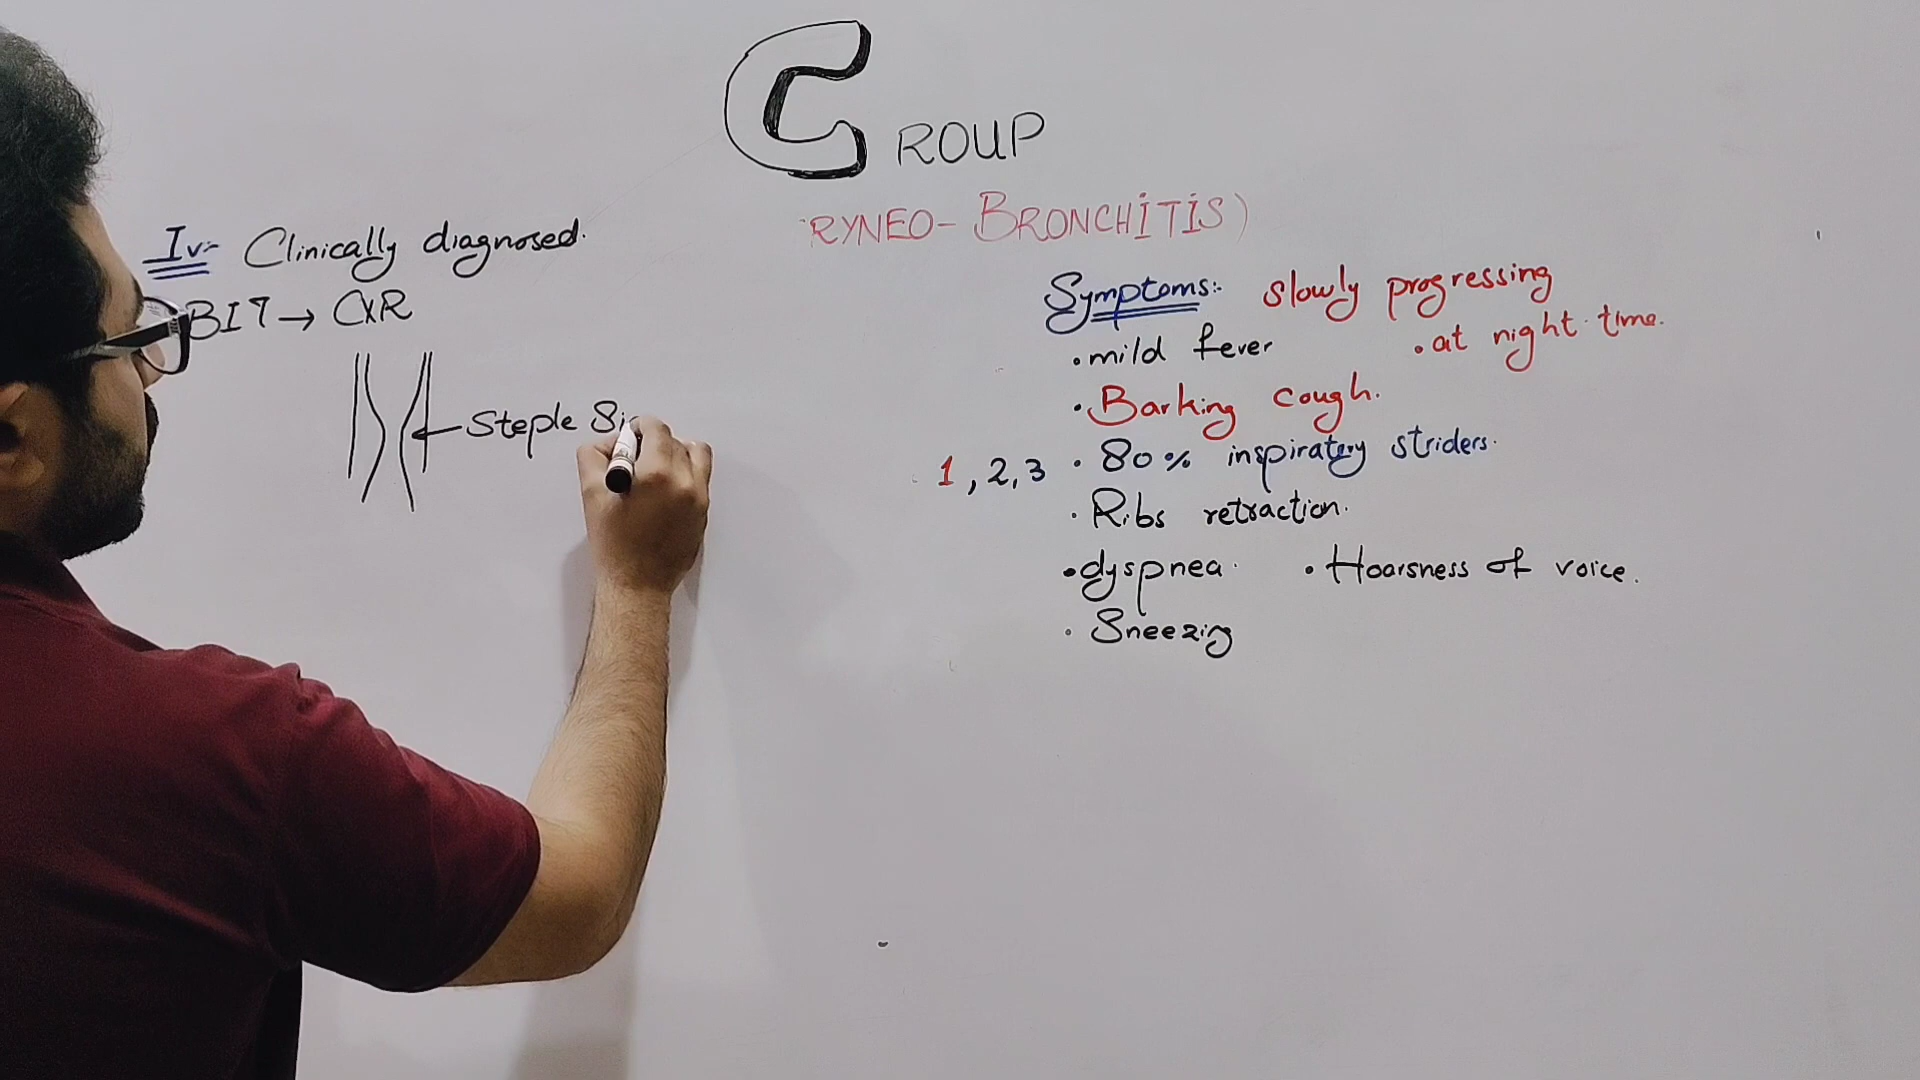 CROUP
RYNEO-BRONCHITIS)
Iv:- Clinically diagnosed.
BIT → CXR
Steple Si
Symptoms:- slowly progressing
• mild fever • at night time.
• Barking cough.
1, 2, 3 • 80% inspiratory striders.
• Ribs retraction.
• dyspnea • Hoarsness of voice.
• Sneezing